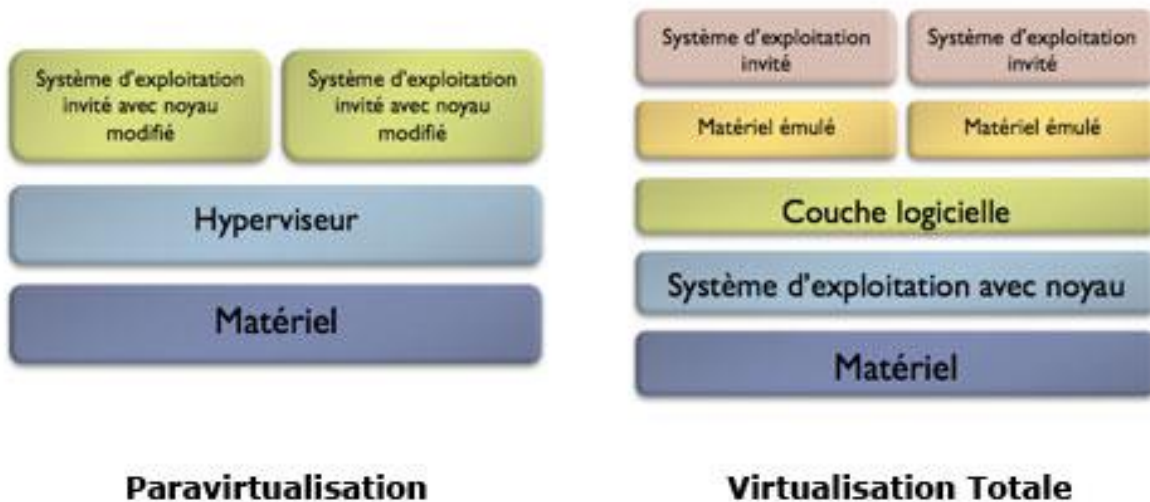 Système d'exploitation
invité avec noyau
modifié
Système d'exploitation
invité avec noyau
modifié
Hyperviseur
Matériel
Paravirtualisation
Système d'exploitation
invité
Système d'exploitation
invité
Matériel émulé
Matériel émulé
Couche logicielle
Système d'exploitation avec noyau
Matériel
Virtualisation Totale